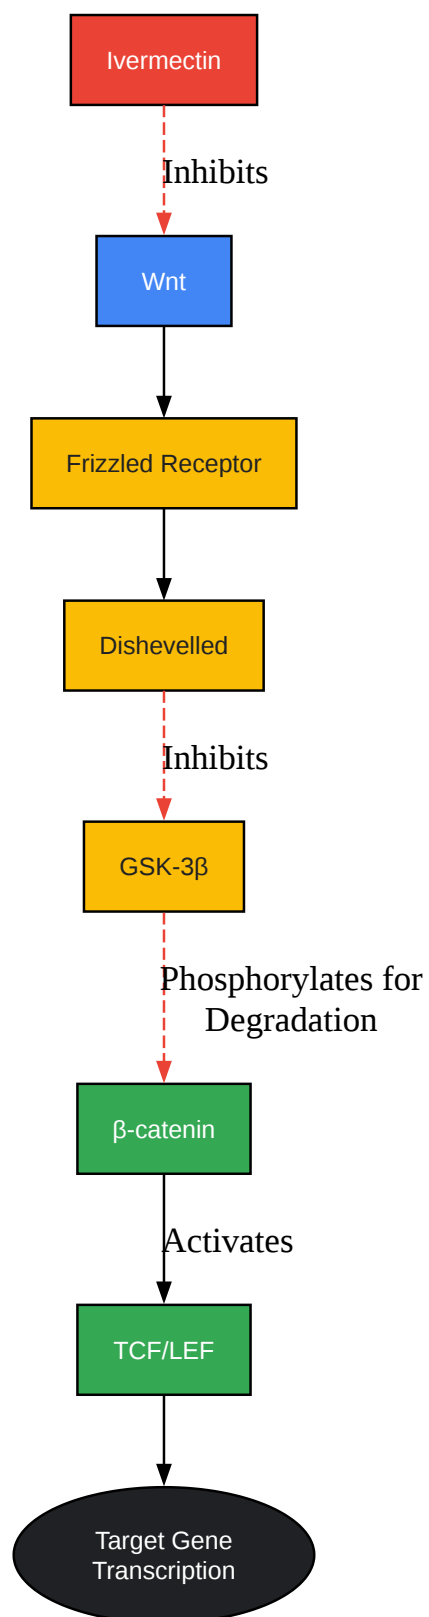 Ivermectin
Inhibits
Wnt
Frizzled Receptor
Dishevelled
Inhibits
GSK-3β
Phosphorylates for
Degradation
β-catenin
Activates
TCF/LEF
Target Gene
Transcription